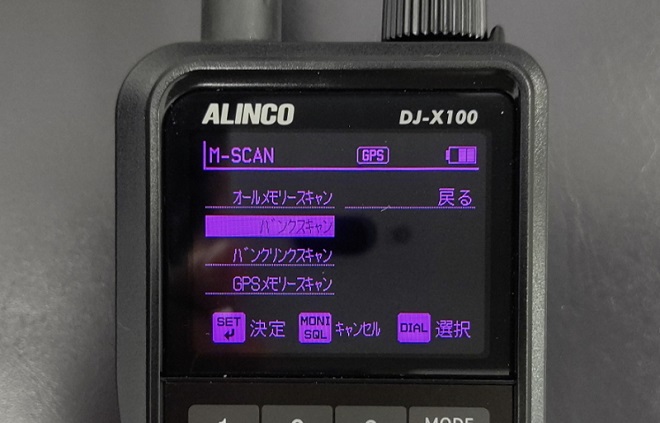 ALINCO DJ-X100
M-SCAN GPS
オールメモリースキャン 戻る
バンクスキャン
バンクリンクスキャン
GPSメモリースキャン
SET 決定 MONI SQL キャンセル DIAL 選択
MODE